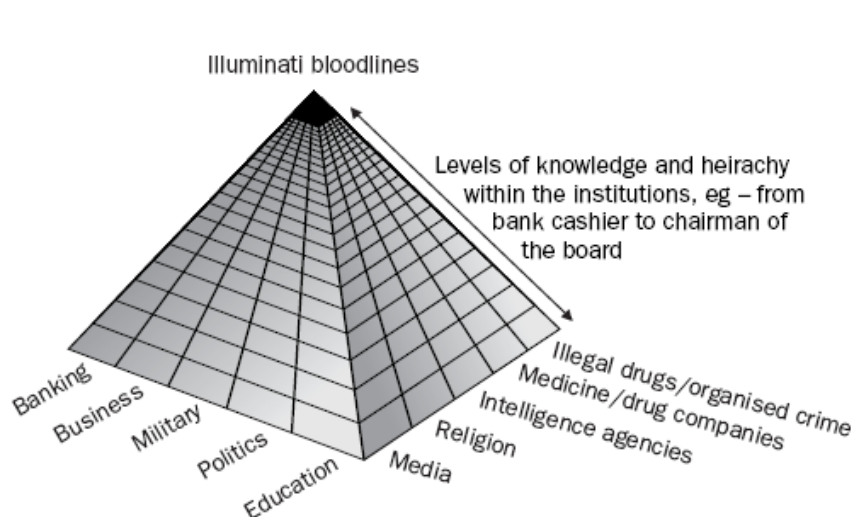 Illuminati bloodlines
Levels of knowledge and heirachy
within the institutions, eg – from
bank cashier to chairman of
the board
Banking
Business
Military
Politics
Education
Media
Religion
Intelligence agencies
Medicine/drug companies
Illegal drugs/organised crime